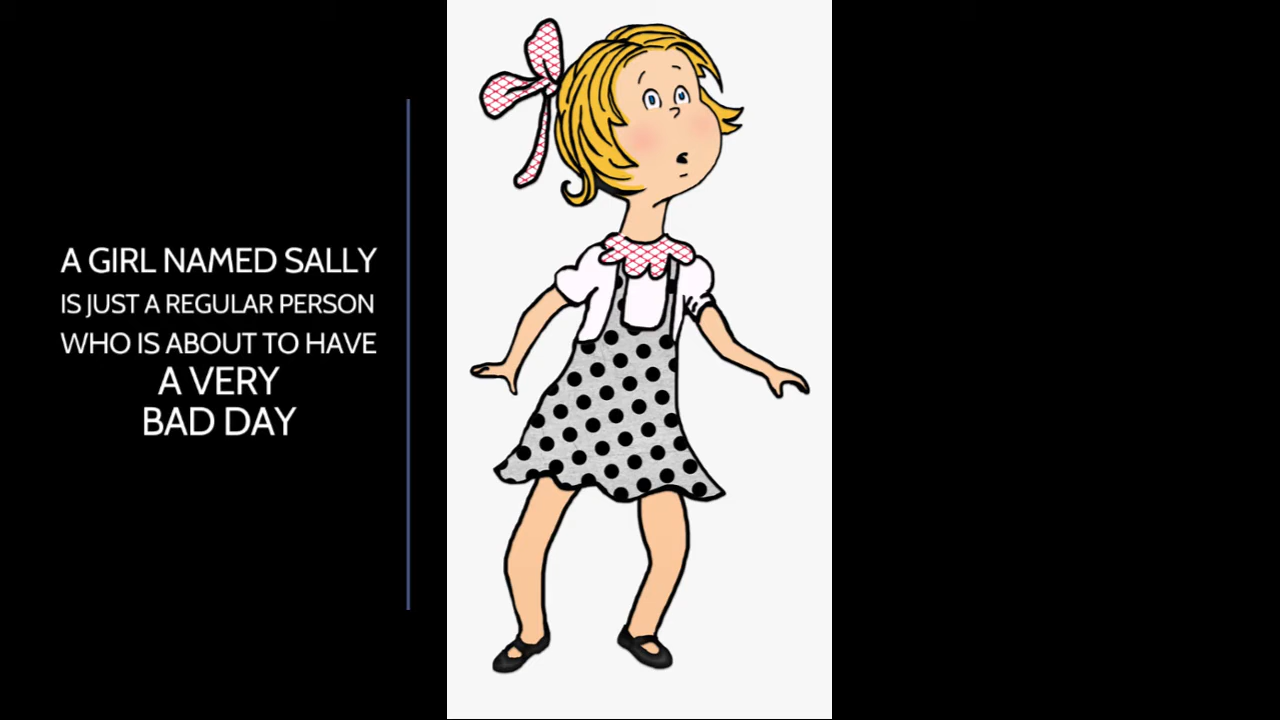 A GIRL NAMED SALLY
IS JUST A REGULAR PERSON
WHO IS ABOUT TO HAVE
A VERY
BAD DAY